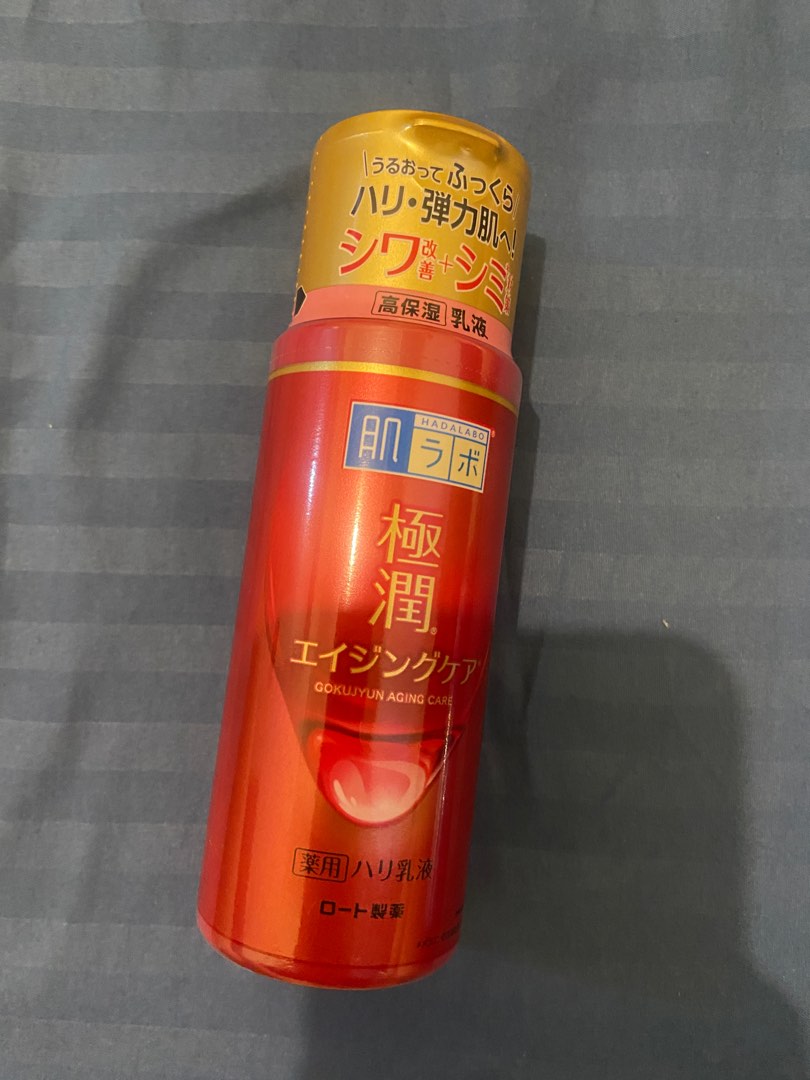 \うるおってふっくら/
ハリ・弾力肌へ!
シワ改善+シミ
高保湿 乳液
HADALABO
肌ラボ®
極潤®
エイジングケア*
GOKUJYUN AGING CARE
薬用 ハリ乳液
ロート製薬